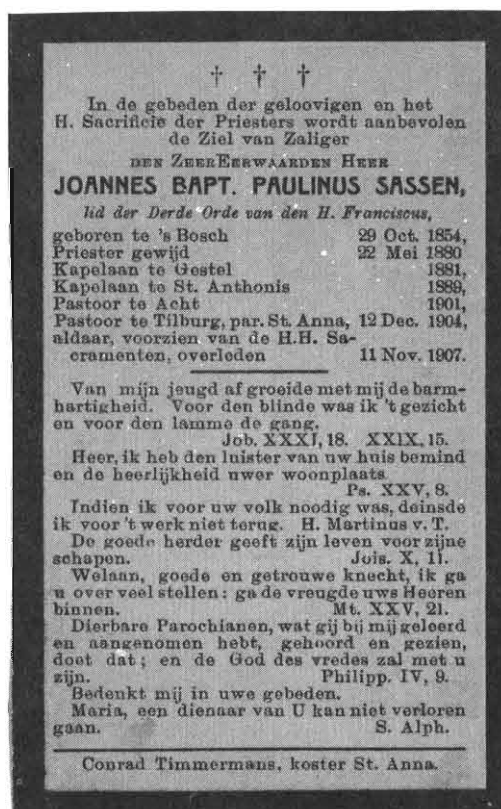 † † †
In de gebeden der geloovigen en het
H. Sacrificie der Priesters wordt aanbevolen
de Ziel van Zaliger
DEN ZEEREERWAARDEN HEER
JOANNES BAPT. PAULINUS SASSEN,
lid der Derde Orde van den H. Franciscus,
geboren te 's Bosch 29 Oct. 1854,
Priester gewijd 22 Mei 1880
Kapelaan te Gestel 1881,
Kapelaan te St. Anthonis 1889,
Pastoor te Acht 1901,
Pastoor te Tilburg, par. St. Anna, 12 Dec. 1904,
aldaar, voorzien van de H.H. Sa-
cramenten, overleden 11 Nov. 1907.
Van mijn jeugd af groeide met mij de barm-
hartigheid. Voor den blinde was ik 't gezicht
en voor den lamme de gang.
Job. XXXI, 18. XXIX, 15.
Heer, ik heb den luister van uw huis bemind
en de heerlijkheid uwer woonplaats.
Ps. XXV, 8.
Indien ik voor uw volk noodig was, deinsde
ik voor 't werk niet terug. H. Martinus v. T.
De goede herder geeft zijn leven voor zijne
schapen. Jois. X, 11.
Welaan, goede en getrouwe knecht, ik ga
u over veel stellen: ga de vreugde uws Heeren
binnen. Mt. XXV, 21.
Dierbare Parochianen, wat gij bij mij geleerd
en aangenomen hebt, gehoord en gezien,
doet dat; en de God des vredes zal met u
zijn. Philipp. IV, 9.
Bedenkt mij in uwe gebeden.
Maria, een dienaar van U kan niet verloren
gaan. S. Alph.
Conrad Timmermans, koster St. Anna.